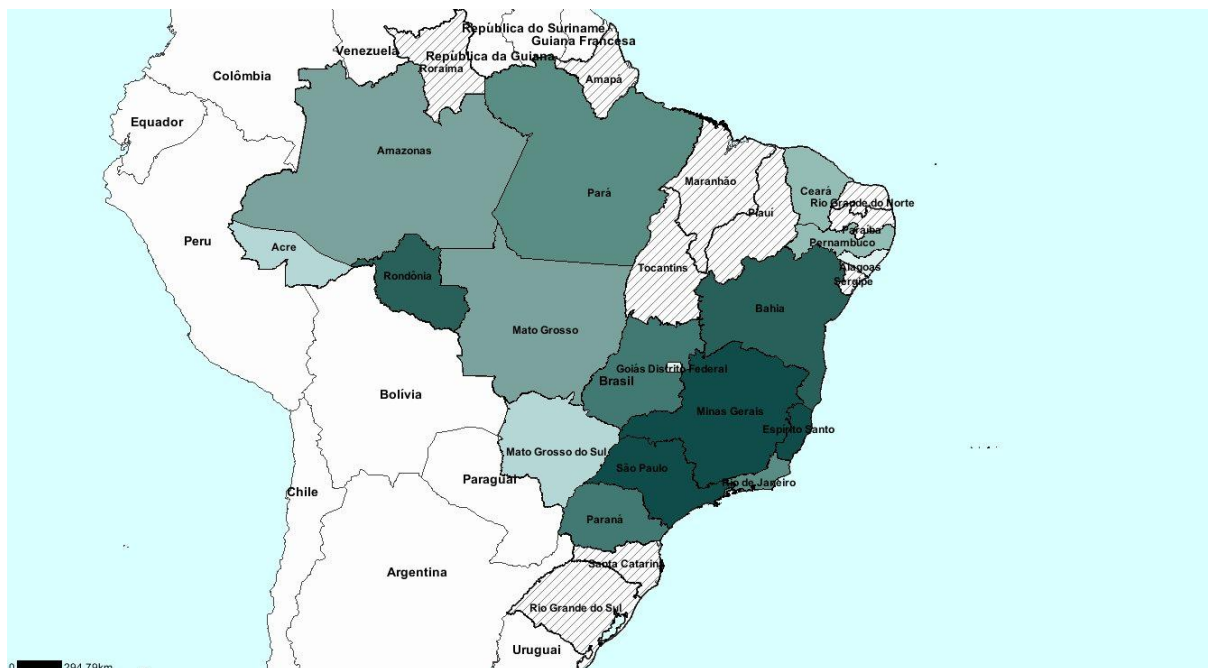 República do Suriname
Guiana Francesa
Venezuela
República da Guiana
Roraima
Colômbia
Amapá
Equador
Amazonas
Maranhão
Pará
Ceará
Rio Grande do Norte
Piauí
Paraíba
Peru
Acre
Pernambuco
Tocantins
Alagoas
Rondônia
Sergipe
Bahia
Mato Grosso
Goiás Distrito Federal
Brasil
Bolívia
Minas Gerais
Espírito Santo
Mato Grosso do Sul
São Paulo
Paraguai
Rio de Janeiro
Chile
Paraná
Santa Catarina
Argentina
Rio Grande do Sul
Uruguai
0 294.79km